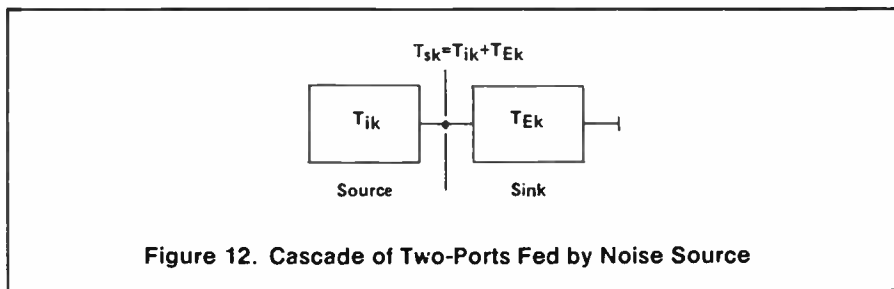 Tsk=Tik+TEk
Tik
TEk
Source
Sink
Figure 12. Cascade of Two-Ports Fed by Noise Source